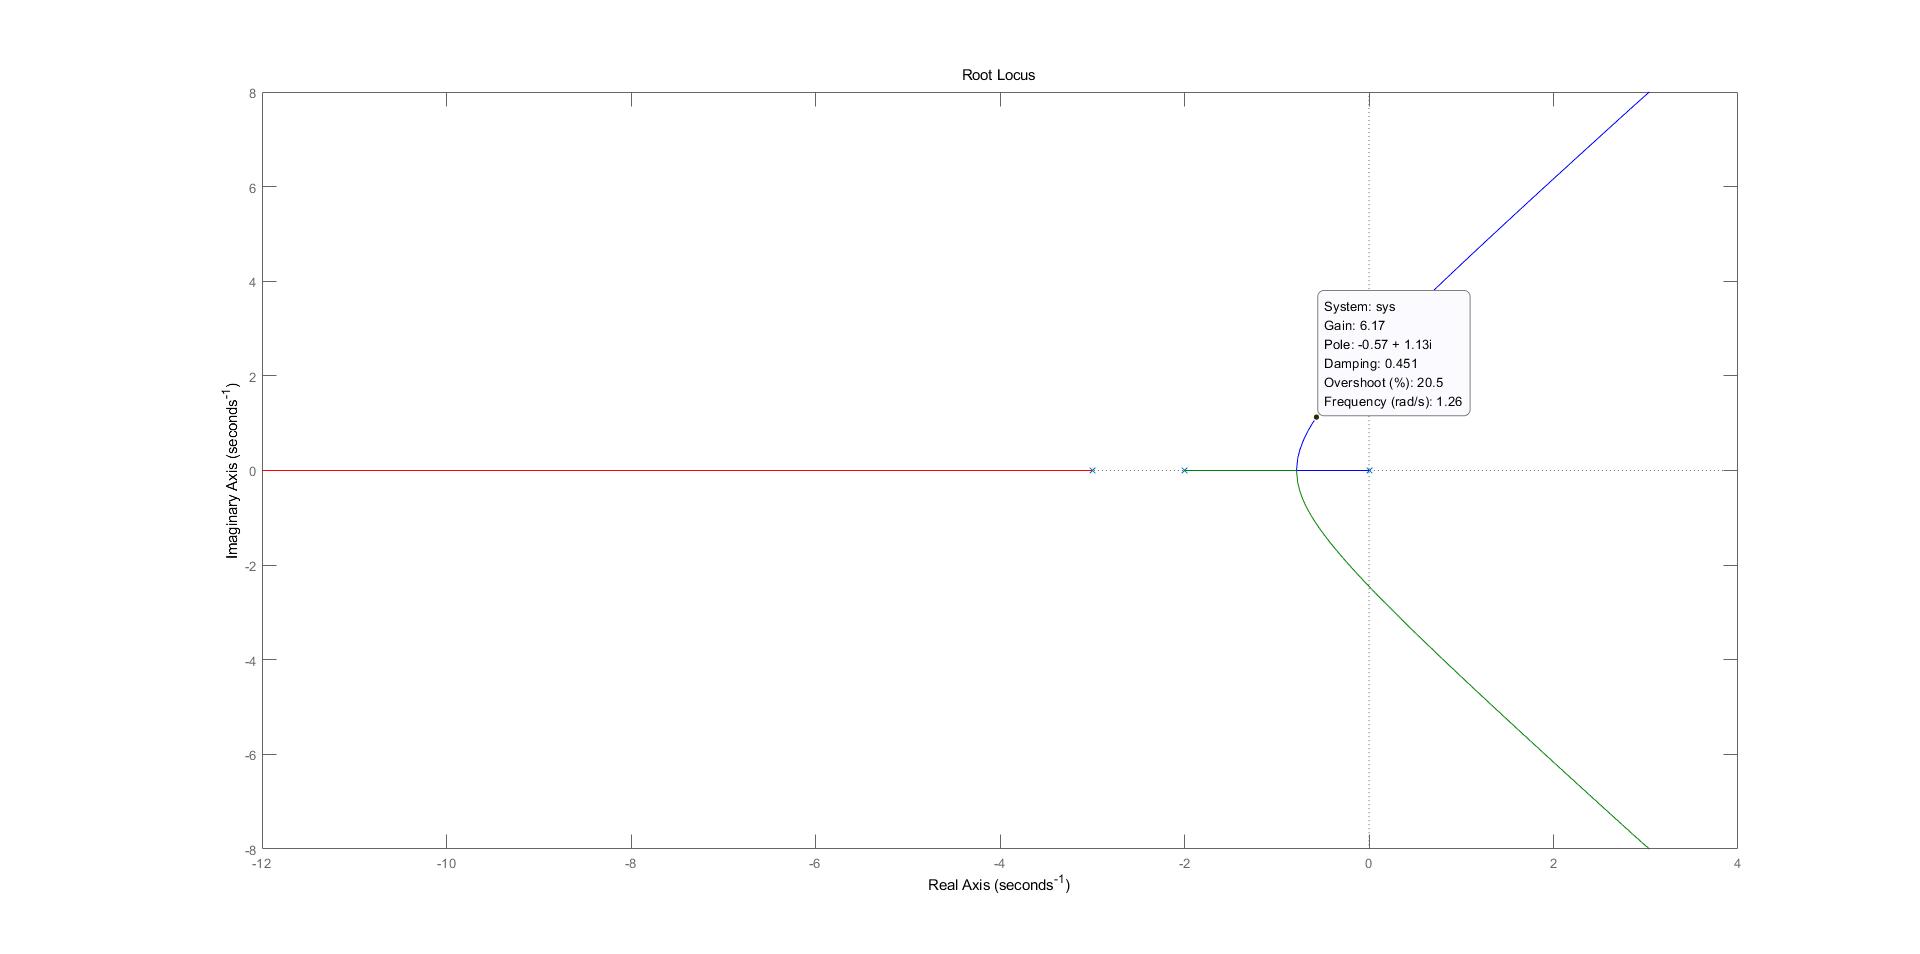 Root Locus
8
6
4
2
0
-2
-4
-6
-8
Imaginary Axis (seconds⁻¹)
System: sys
Gain: 6.17
Pole: -0.57 + 1.13i
Damping: 0.451
Overshoot (%): 20.5
Frequency (rad/s): 1.26
-12 -10 -8 -6 -4 -2 0 2 4
Real Axis (seconds⁻¹)